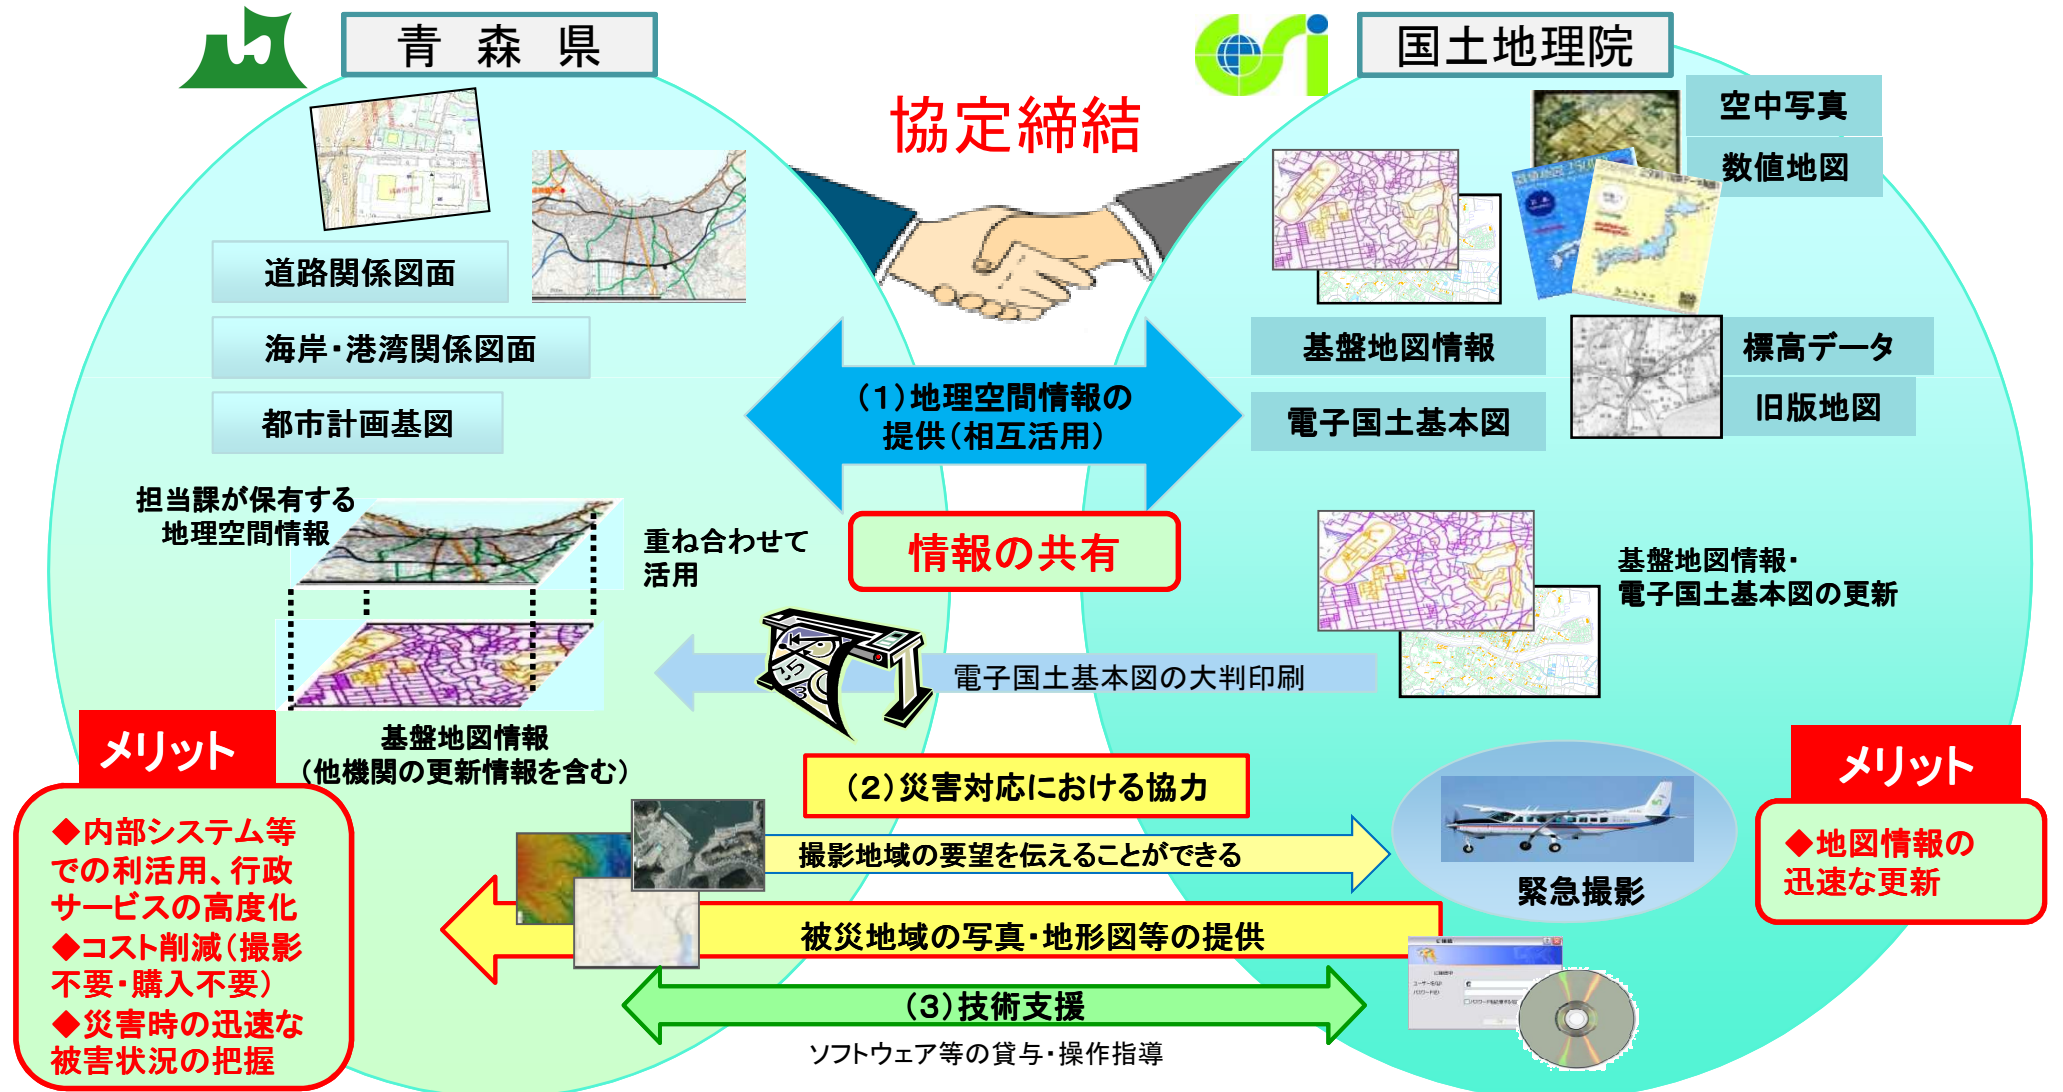 青 森 県
国土地理院
協定締結
空中写真
数値地図
道路関係図面
海岸・港湾関係図面
都市計画基図
(1)地理空間情報の
提供(相互活用)
基盤地図情報
電子国土基本図
標高データ
旧版地図
担当課が保有する
地理空間情報
重ね合わせて
活用
情報の共有
基盤地図情報・
電子国土基本図の更新
電子国土基本図の大判印刷
基盤地図情報
(他機関の更新情報を含む)
メリット
◆内部システム等
での利活用、行政
サービスの高度化
◆コスト削減(撮影
不要・購入不要)
◆災害時の迅速な
被害状況の把握
(2)災害対応における協力
撮影地域の要望を伝えることができる
緊急撮影
被災地域の写真・地形図等の提供
(3)技術支援
ソフトウェア等の貸与・操作指導
メリット
◆地図情報の
迅速な更新